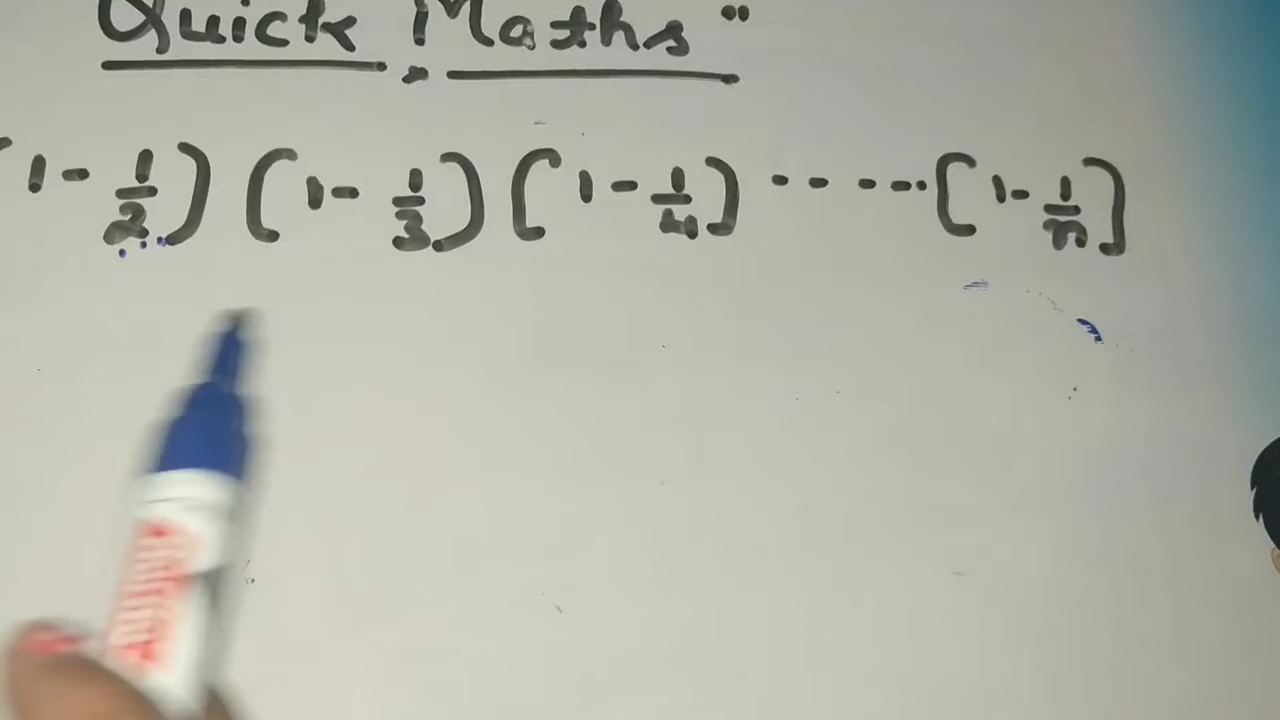 Quick Maths"
(1 - 1/2) (1 - 1/3) [1 - 1/4] ..... [1 - 1/n]